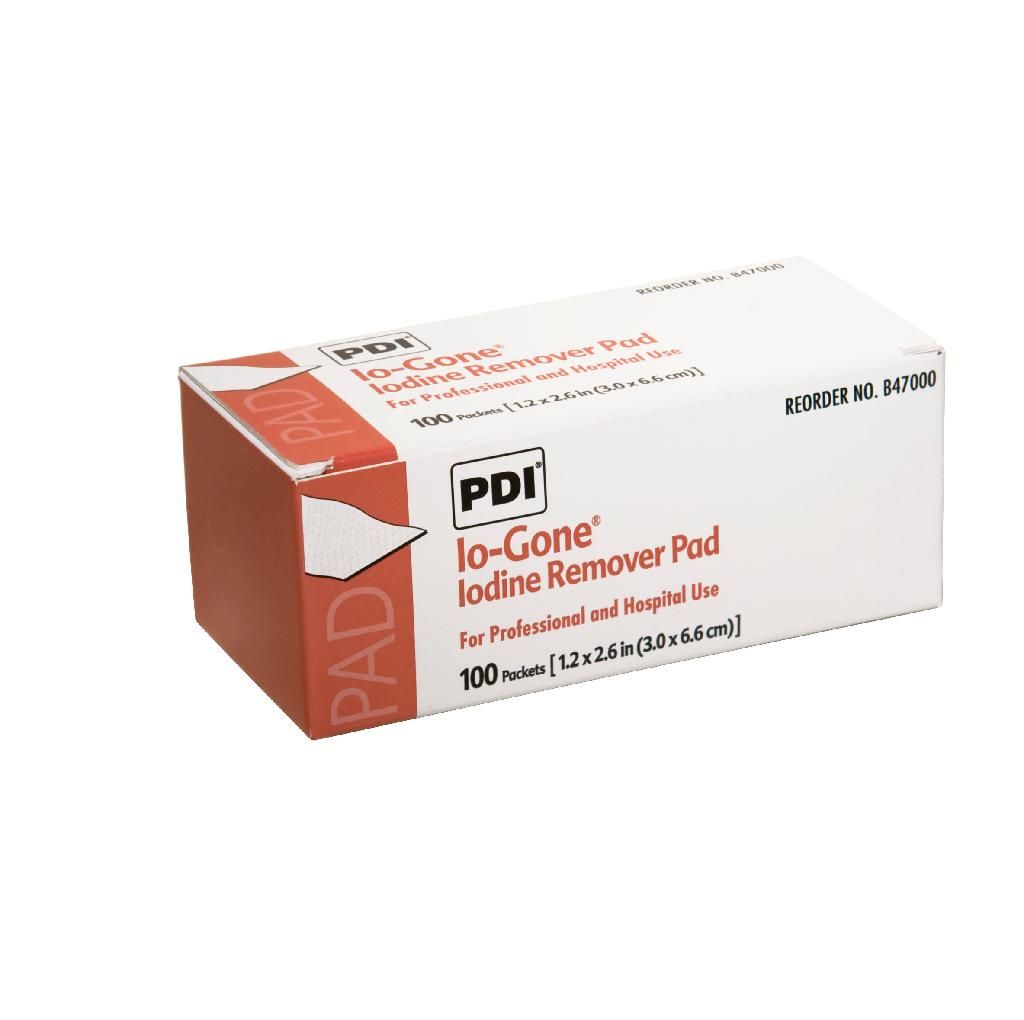 REORDER NO. B47000
PDI
Io-Gone®
Iodine Remover Pad
For Professional and Hospital Use
100 Packets [1.2 x 2.6 in (3.0 x 6.6 cm)]
PAD
REORDER NO. B47000
PDI®
Io-Gone®
Iodine Remover Pad
For Professional and Hospital Use
100 Packets [1.2 x 2.6 in (3.0 x 6.6 cm)]
PAD